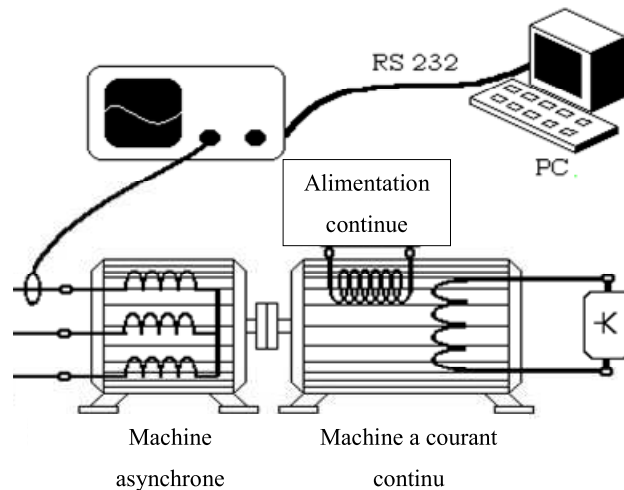 RS 232
PC
Alimentation
continue
Machine
asynchrone
Machine a courant
continu